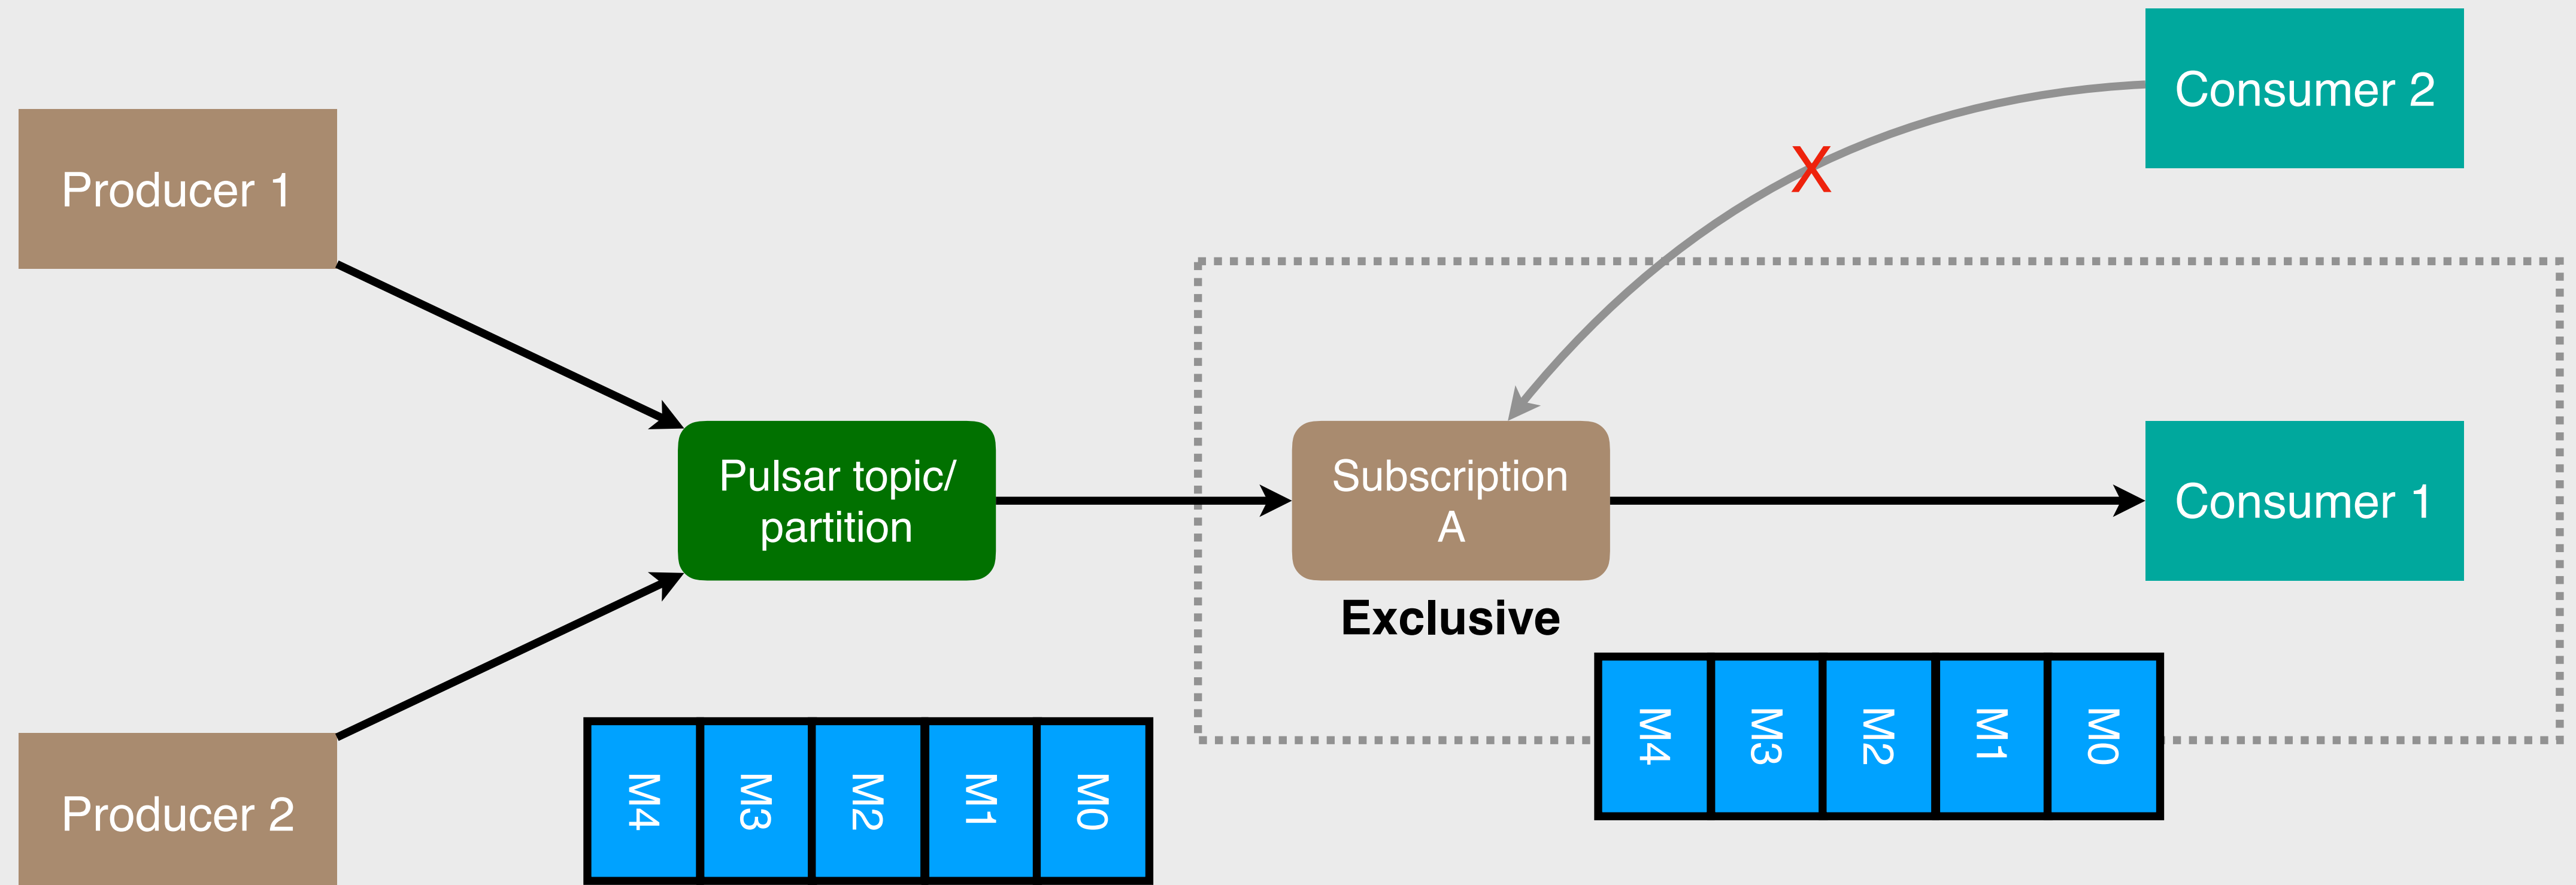 Consumer 2
Producer 1
X
Pulsar topic/
partition
Subscription
A
Consumer 1
Exclusive
Producer 2
M4 M3 M2 M1 M0
M4 M3 M2 M1 M0